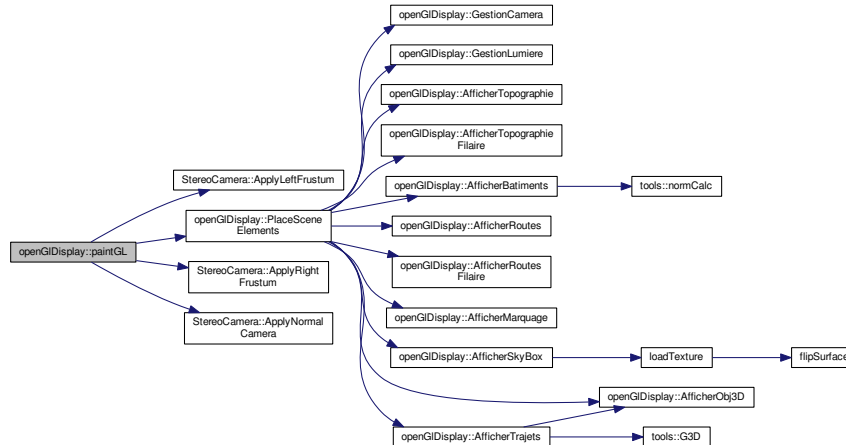 openGlDisplay::paintGL
StereoCamera::ApplyLeftFrustum
openGlDisplay::PlaceScene
Elements
StereoCamera::ApplyRight
Frustum
StereoCamera::ApplyNormal
Camera
openGlDisplay::GestionCamera
openGlDisplay::GestionLumiere
openGlDisplay::AfficherTopographie
openGlDisplay::AfficherTopographie
Filaire
openGlDisplay::AfficherBatiments
openGlDisplay::AfficherRoutes
openGlDisplay::AfficherRoutes
Filaire
openGlDisplay::AfficherMarquage
openGlDisplay::AfficherSkyBox
openGlDisplay::AfficherTrajets
tools::normCalc
loadTexture
openGlDisplay::AfficherObj3D
tools::G3D
flipSurface